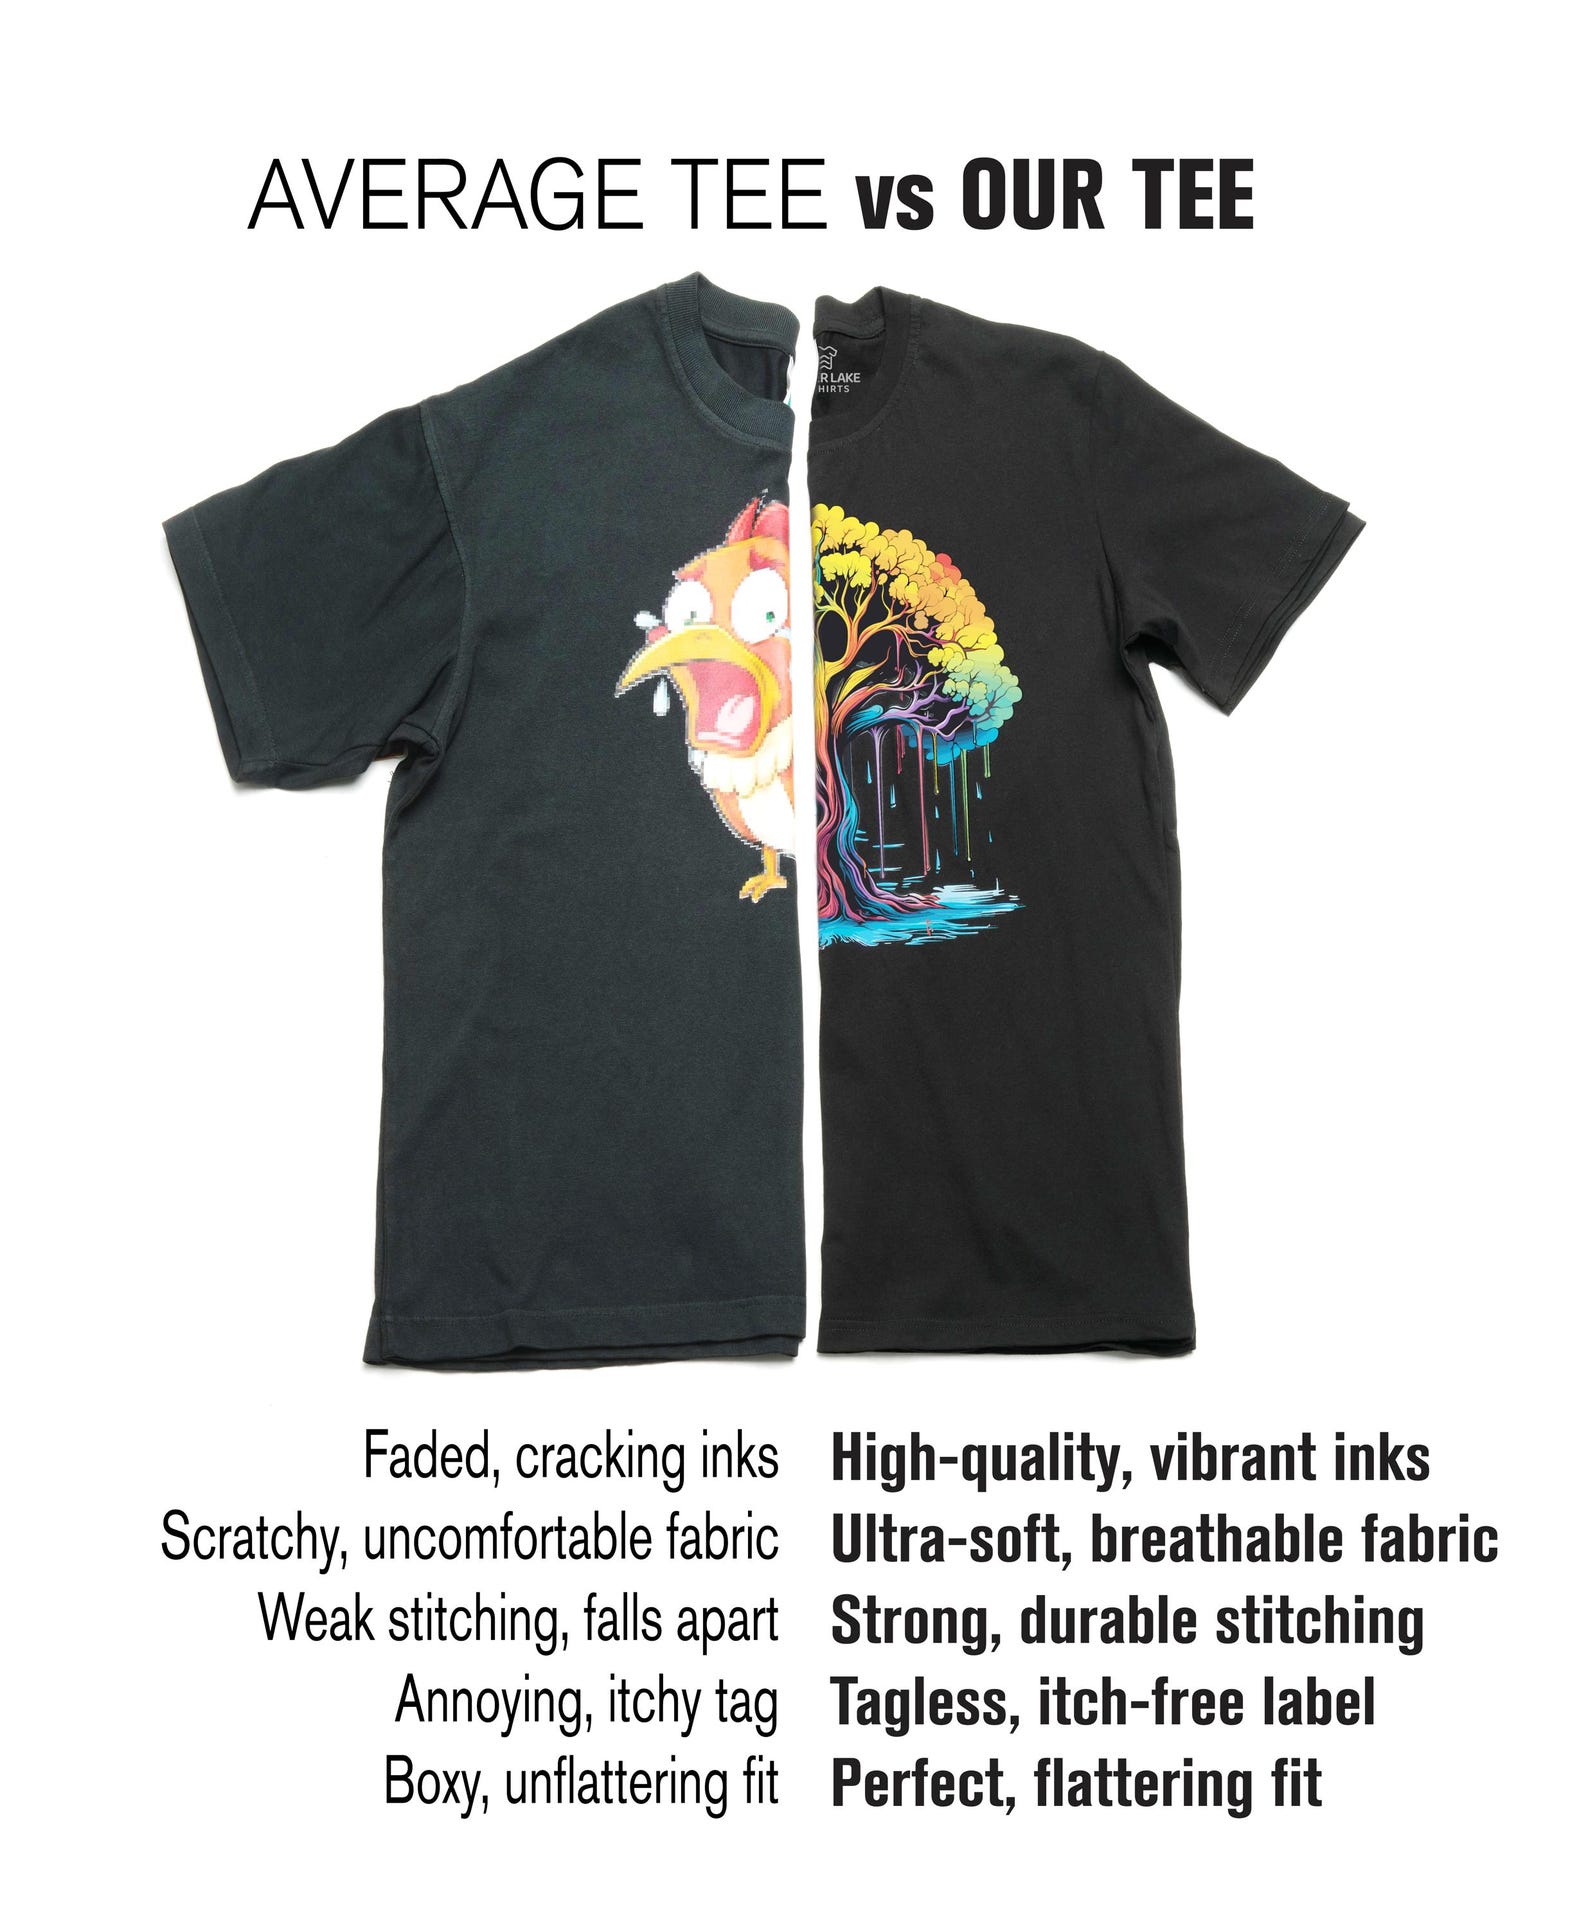 AVERAGE TEE vs OUR TEE
LAKE
Faded, cracking inks
High-quality, vibrant inks
Scratchy, uncomfortable fabric
Ultra-soft, breathable fabric
Weak stitching, falls apart
Strong, durable stitching
Annoying, itchy tag
Tagless, itch-free label
Boxy, unflattering fit
Perfect, flattering fit